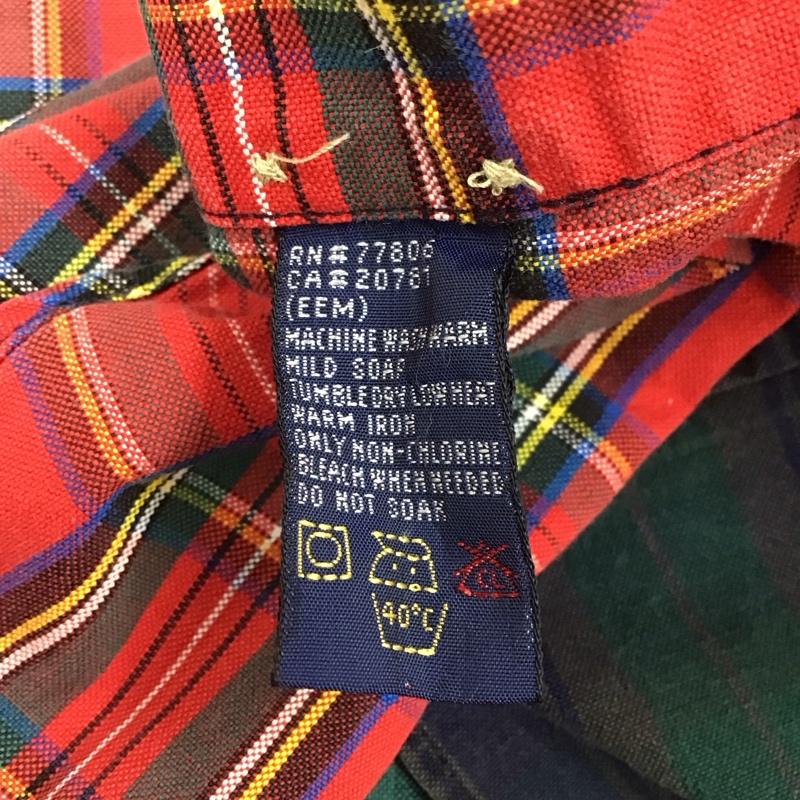 RN#77806
CA#20781
(EEM)
MACHINE WASH WARM
MILD SOAP
TUMBLE DRY LOW HEAT
WARM IRON
ONLY NON-CHLORINE
BLEACH WHEN NEEDED
DO NOT SOAK
40°C